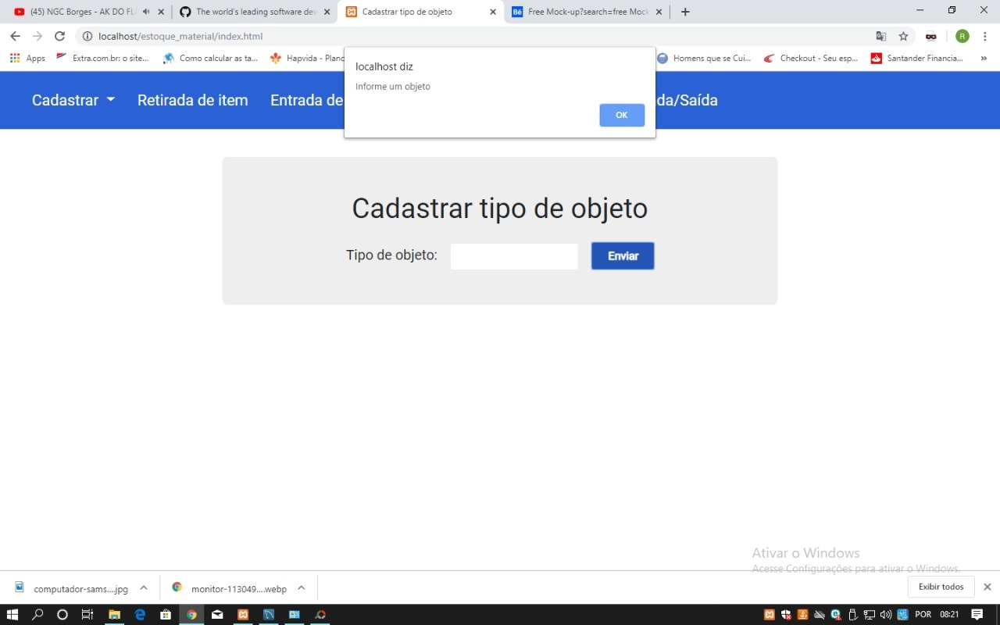 (45) NGC Borges - AK DO FL
The world's leading software dev
Cadastrar tipo de objeto
Free Mock-up?search=free Mock
localhost/estoque_material/index.html
R
Apps
Extra.com.br: o site...
Como calcular as ta...
Hapvida - Plano
Homens que se Cui...
Checkout - Seu esp...
Santander Financia...
»
localhost diz
Informe um objeto
OK
Cadastrar
Retirada de item
Entrada de
da/Saída
Cadastrar tipo de objeto
Tipo de objeto:
Enviar
Ativar o Windows
Acesse Configurações para ativar o Windows.
computador-sams....jpg
monitor-113049....webp
Exibir todos
POR
08:21